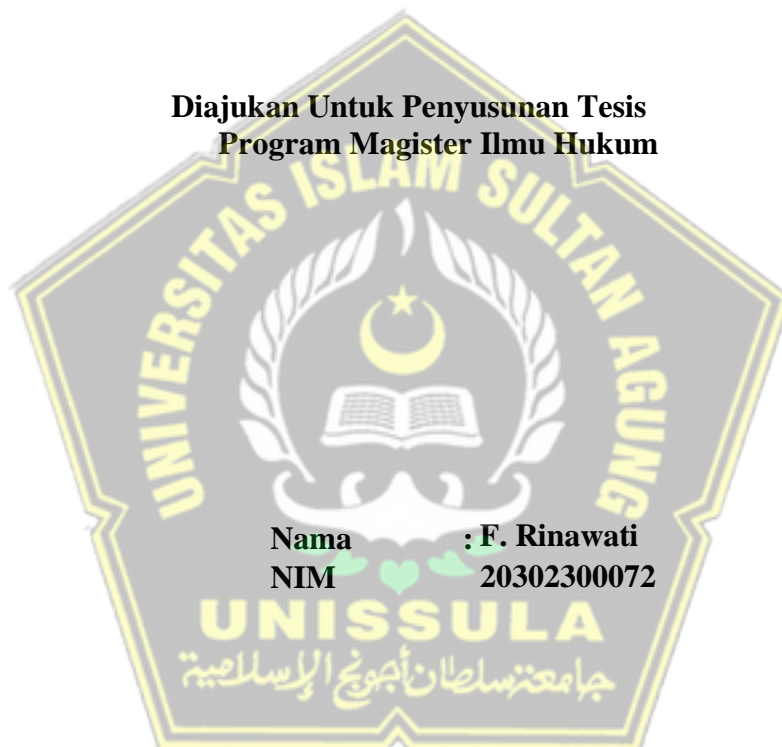 Diajukan Untuk Penyusunan Tesis
Program Magister Ilmu Hukum
UNIVERSITAS ISLAM SULTAN AGUNG
Nama : F. Rinawati
NIM 20302300072
UNISSULA
جامعة سلطان أجونج الإسلامية